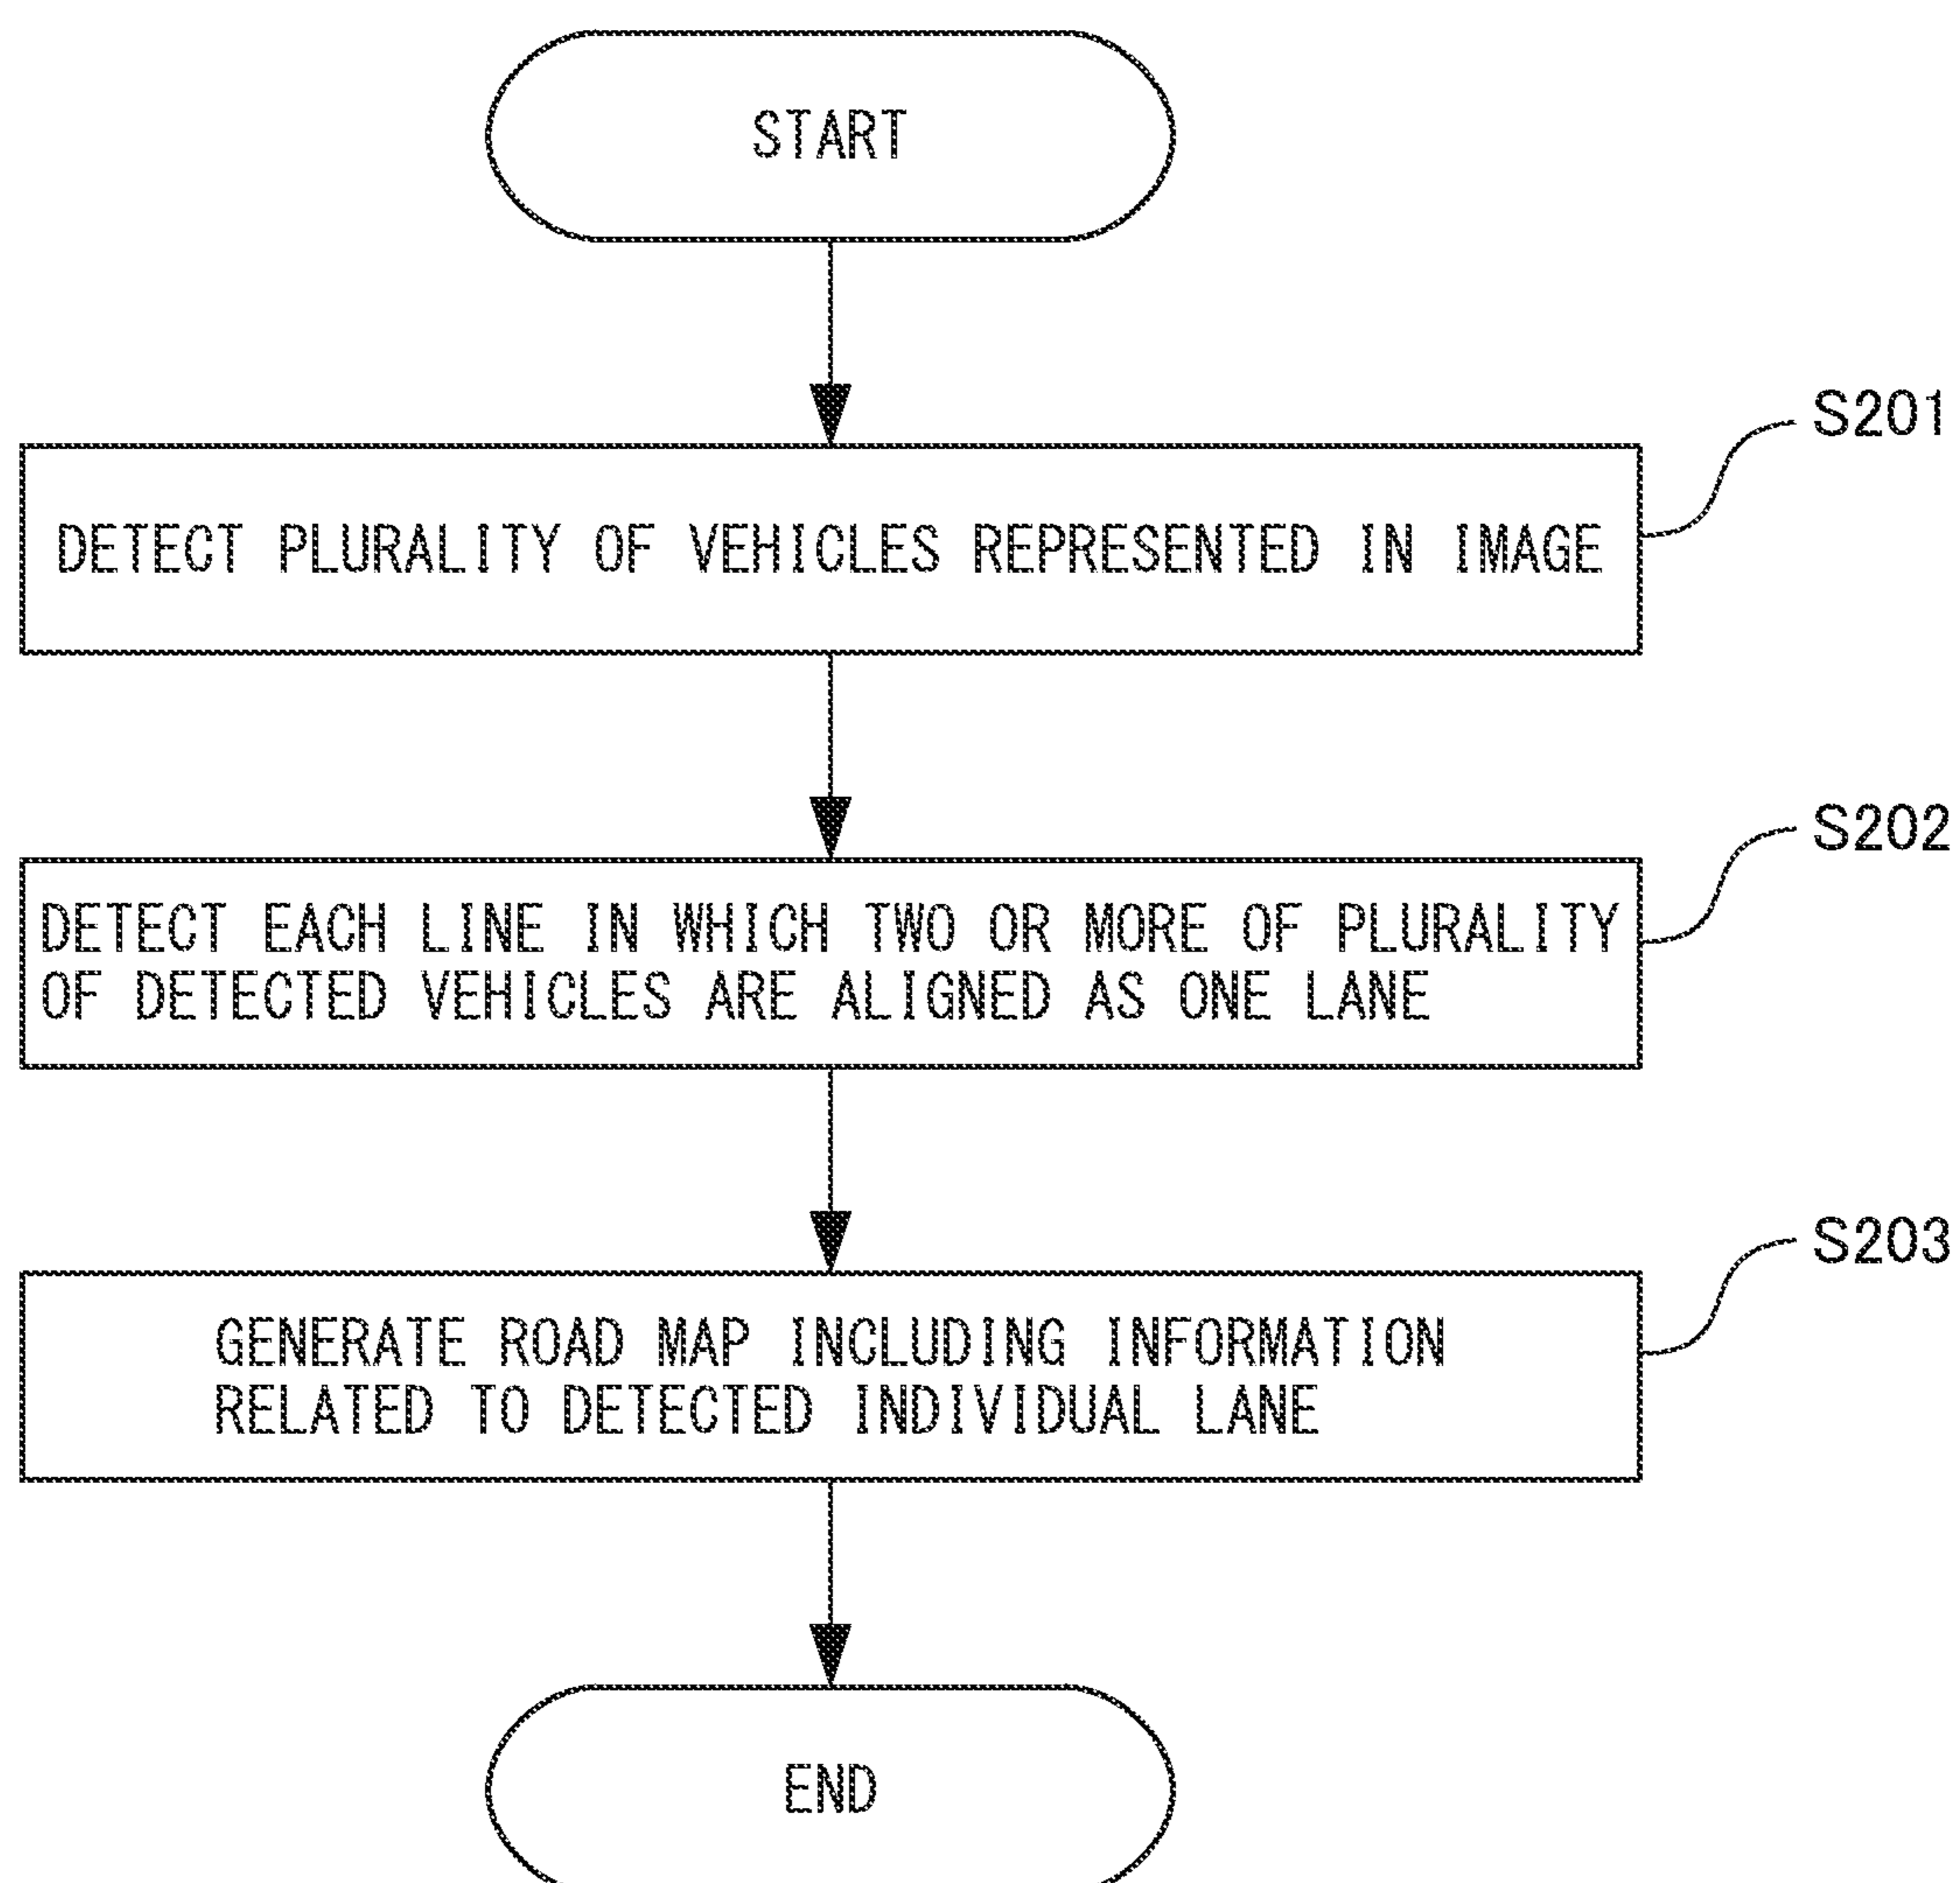 START
S201
DETECT PLURALITY OF VEHICLES REPRESENTED IN IMAGE
S202
DETECT EACH LINE IN WHICH TWO OR MORE OF PLURALITY
OF DETECTED VEHICLES ARE ALIGNED AS ONE LANE
S203
GENERATE ROAD MAP INCLUDING INFORMATION
RELATED TO DETECTED INDIVIDUAL LANE
END